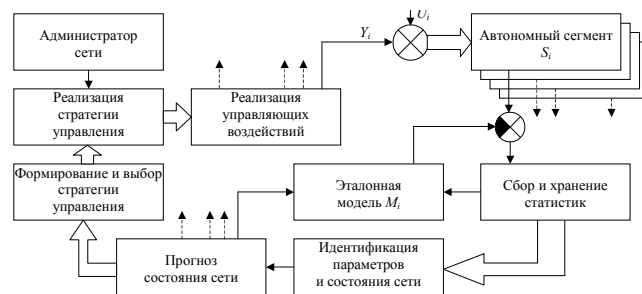 Администратор
сети
Y_i
U_i
Автономный сегмент
S_i
Реализация
стратегии
управления
Реализация
управляющих
воздействий
Формирование и выбор
стратегии
управления
Эталонная
модель M_i
Сбор и хранение
статистик
Прогноз
состояния сети
Идентификация
параметров
и состояния сети